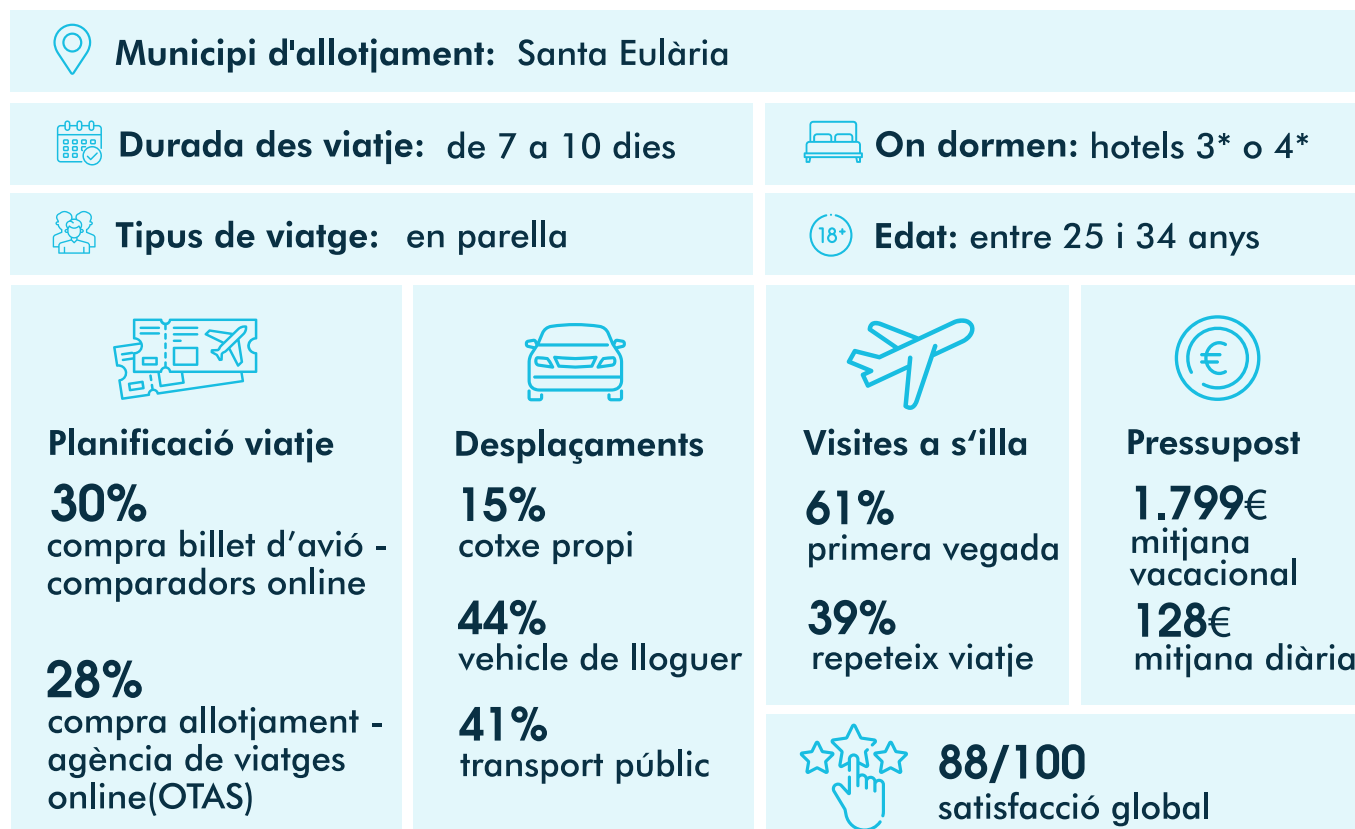 Municipi d'allotjament: Santa Eulària
Durada des viatje: de 7 a 10 dies
On dormen: hotels 3* o 4*
Tipus de viatge: en parella
18+
Edat: entre 25 i 34 anys
Planificació viatje
30%
compra billet d’avió -
comparadors online
28%
compra allotjament -
agència de viatges
online(OTAS)
Desplaçaments
15%
cotxe propi
44%
vehicle de lloguer
41%
transport públic
Visites a s‘illa
61%
primera vegada
39%
repeteix viatje
€
Pressupost
1.799€
mitjana
vacacional
128€
mitjana diària
88/100
satisfacció global